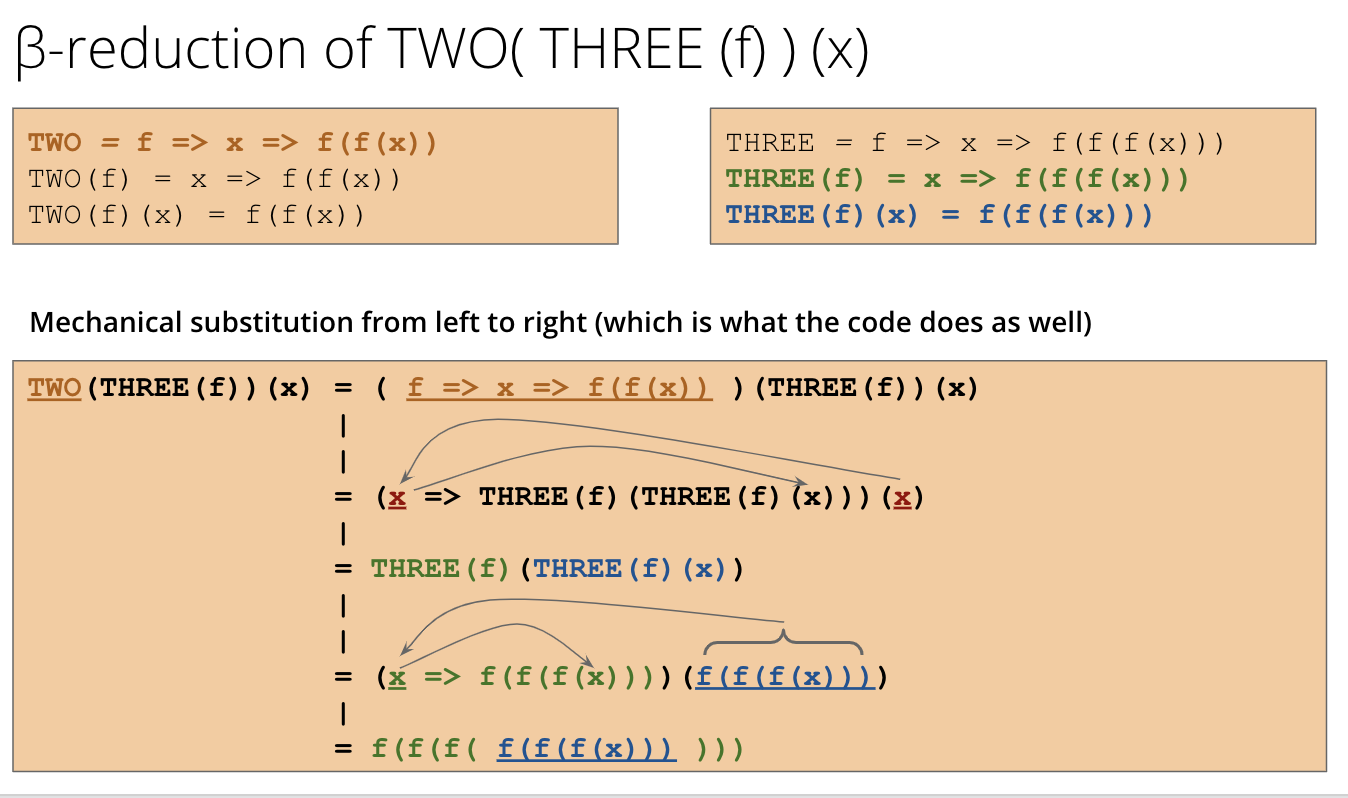 β-reduction of TWO( THREE (f) ) (x)
TWO = f => x => f(f(x))
TWO(f) = x => f(f(x))
TWO(f)(x) = f(f(x))
THREE = f => x => f(f(f(x)))
THREE(f) = x => f(f(f(x)))
THREE(f)(x) = f(f(f(x)))
Mechanical substitution from left to right (which is what the code does as well)
TWO(THREE(f))(x) = ( f => x => f(f(x)) )(THREE(f))(x)
|
|
= (x => THREE(f)(THREE(f)(x)))(x)
|
= THREE(f)(THREE(f)(x))
|
|
= (x => f(f(f(x))))(f(f(f(x))))
|
= f(f(f( f(f(f(x))) )))